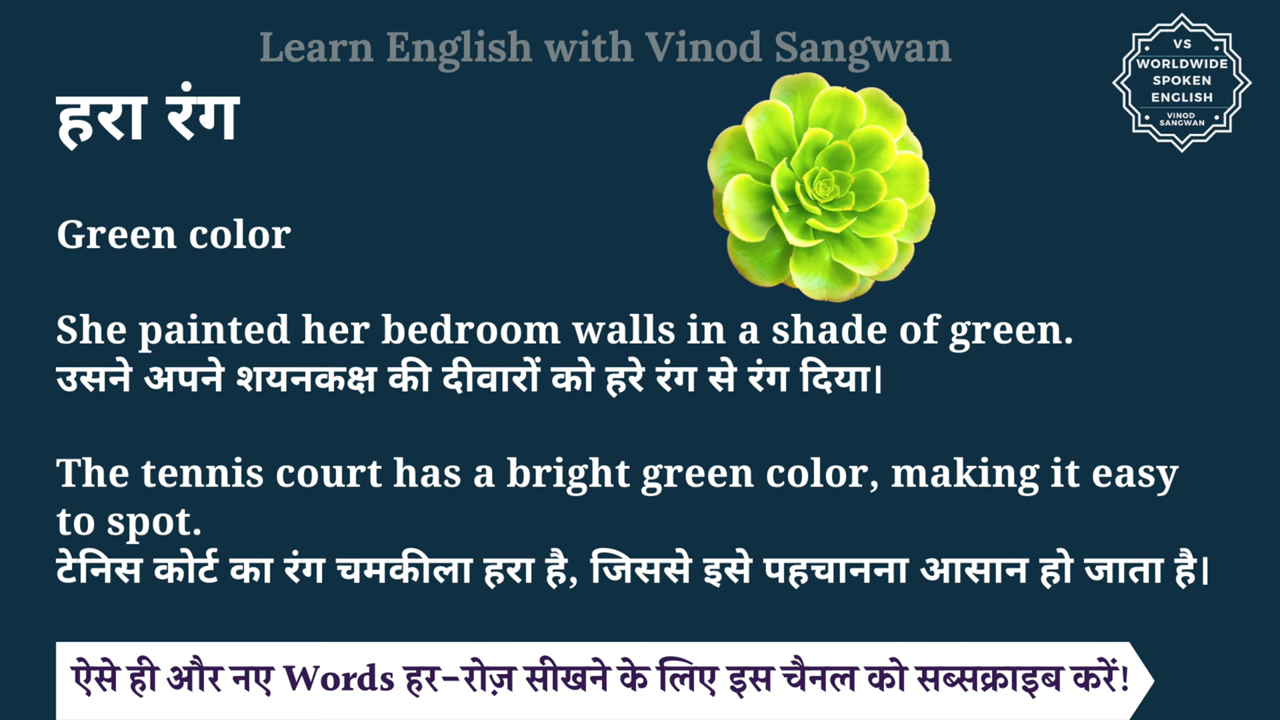 Learn English with Vinod Sangwan
VS
WORLDWIDE
SPOKEN
ENGLISH
VINOD
SANGWAN
हरा रंग
Green color
She painted her bedroom walls in a shade of green.
उसने अपने शयनकक्ष की दीवारों को हरे रंग से रंग दिया।
The tennis court has a bright green color, making it easy
to spot.
टेनिस कोर्ट का रंग चमकीला हरा है, जिससे इसे पहचानना आसान हो जाता है।
ऐसे ही और नए Words हर-रोज़ सीखने के लिए इस चैनल को सब्सक्राइब करें!